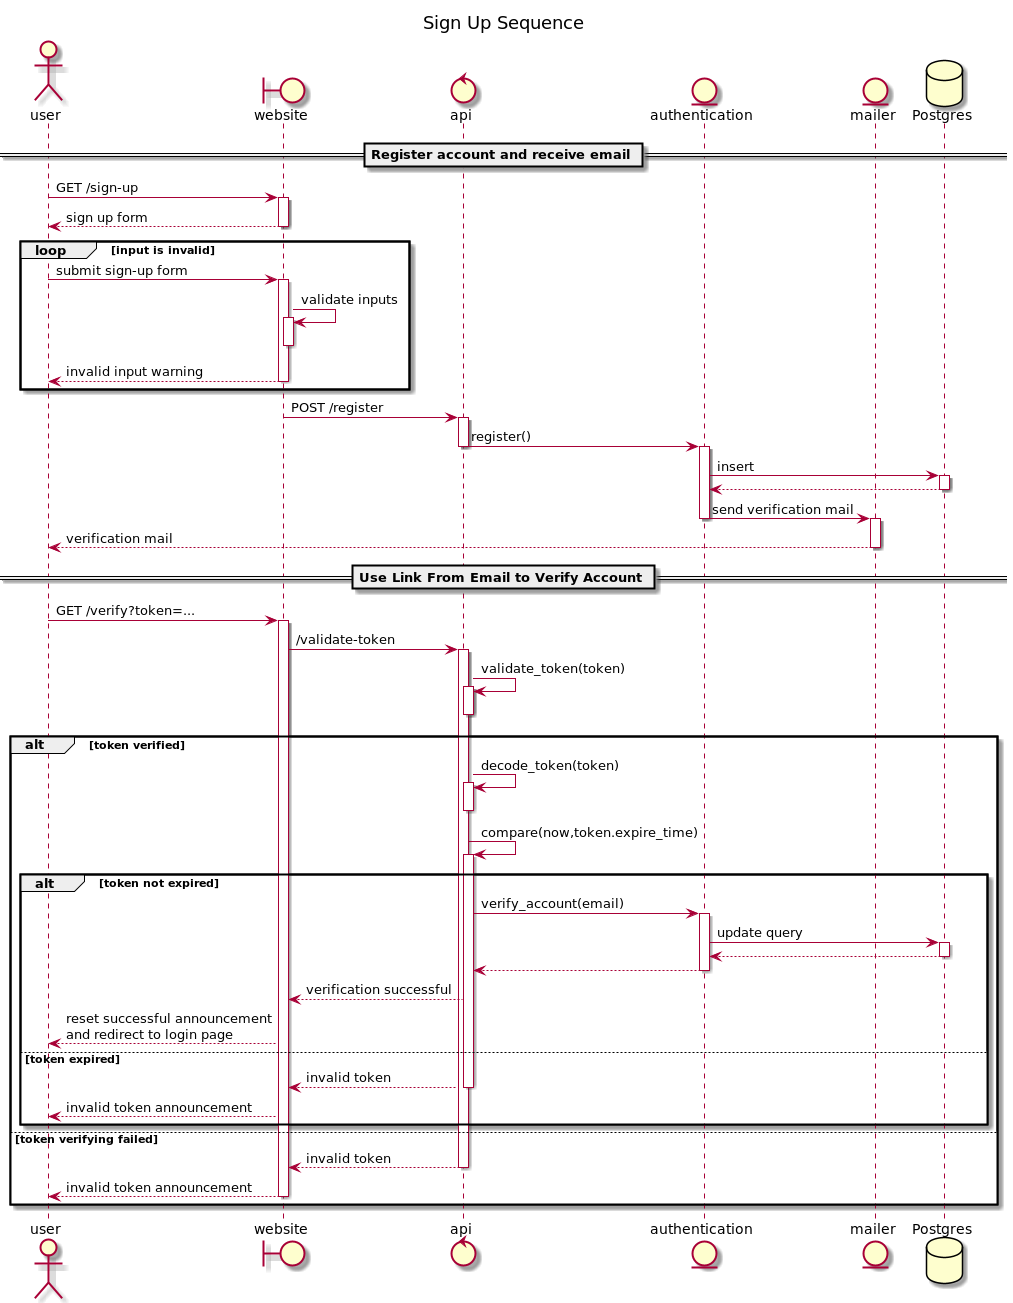 Sign Up Sequence
user
website
api
authentication
mailer
Postgres
Register account and receive email
GET /sign-up
sign up form
loop
[input is invalid]
submit sign-up form
validate inputs
invalid input warning
POST /register
register()
insert
send verification mail
verification mail
Use Link From Email to Verify Account
GET /verify?token=...
/validate-token
validate_token(token)
alt
[token verified]
decode_token(token)
compare(now,token.expire_time)
alt
[token not expired]
verify_account(email)
update query
verification successful
reset successful announcement
and redirect to login page
[token expired]
invalid token
invalid token announcement
[token verifying failed]
invalid token
invalid token announcement
user
website
api
authentication
mailer
Postgres